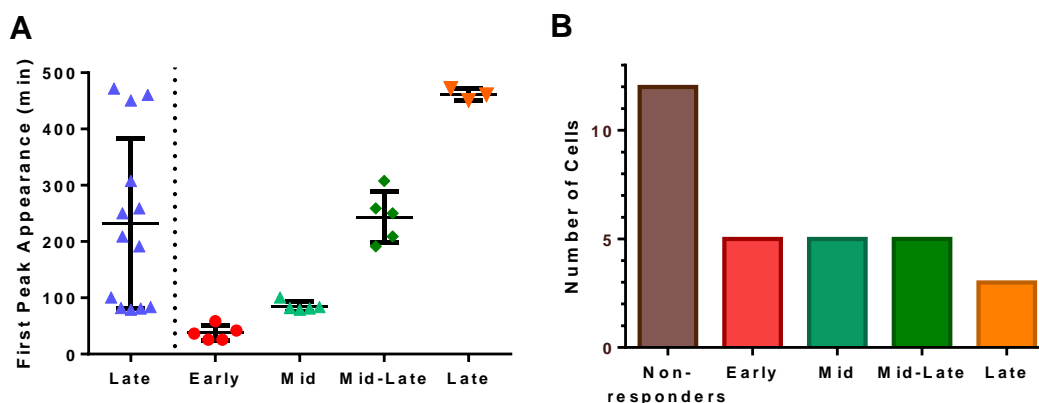 A
First Peak Appearance (min)
500
400
300
200
100
0
Late
Early
Mid
Mid-Late
Late
B
Number of Cells
10
5
0
Non-
responders
Early
Mid
Mid-Late
Late